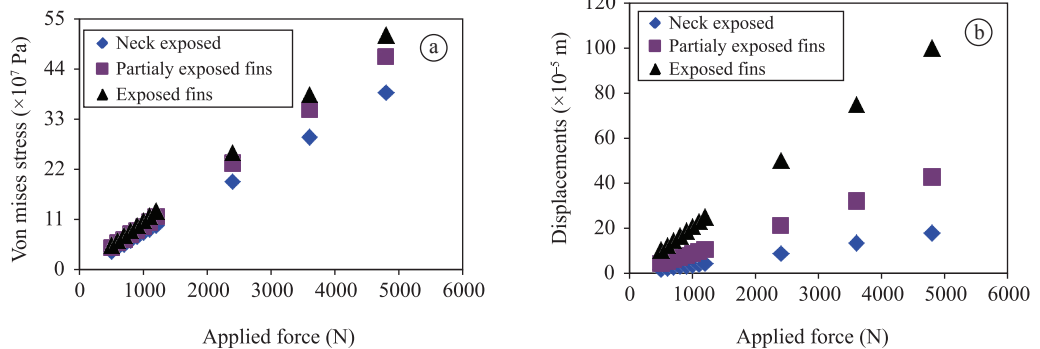 55
44
33
22
11
0
0
1000
2000
3000
4000
5000
6000
Von mises stress (×10⁷ Pa)
Applied force (N)
Neck exposed
Partialy exposed fins
Exposed fins
a
120
100
80
60
40
20
0
0
1000
2000
3000
4000
5000
6000
Displacements (×10⁻⁵ m)
Applied force (N)
Neck exposed
Partialy exposed fins
Exposed fins
b